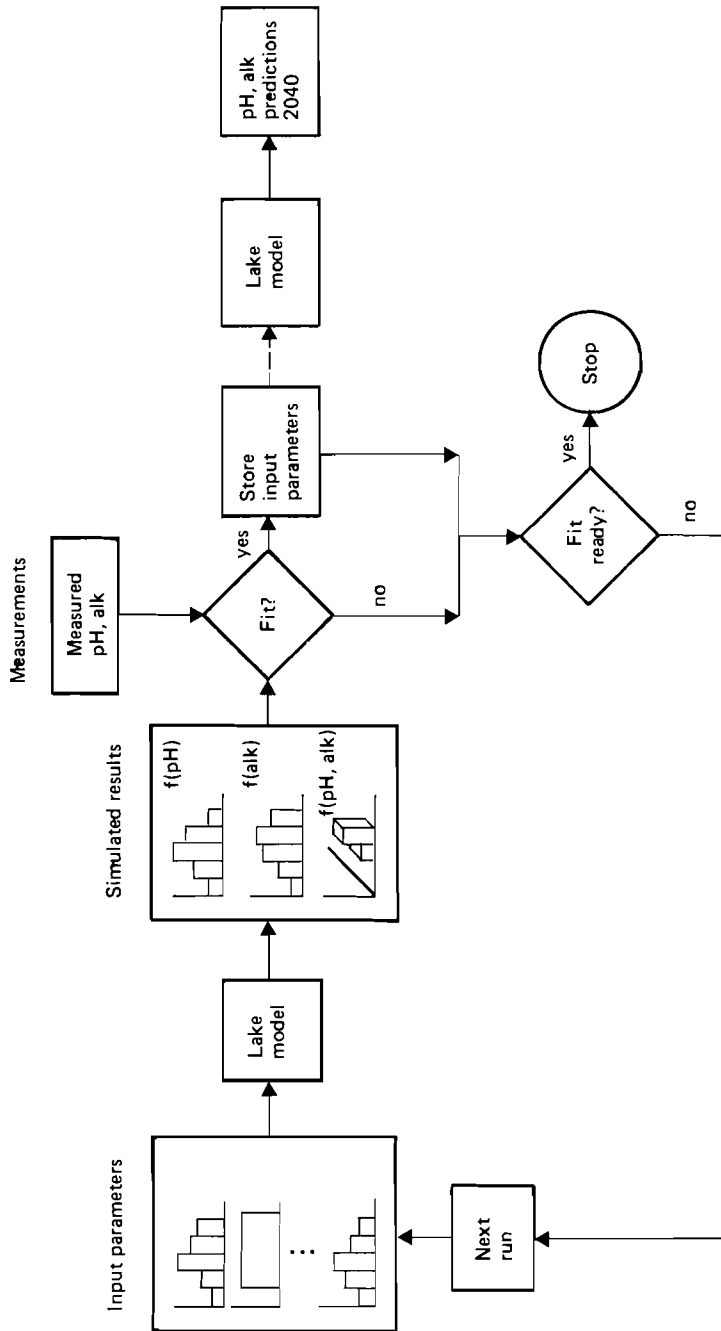 Input parameters
Lake
model
Simulated results
f(pH)
f(alk)
f(pH, alk)
Measurements
Measured
pH, alk
Fit?
yes
no
Store
input
parameters
Lake
model
pH, alk
predictions
2040
Next
run
Fit
ready?
yes
no
Stop